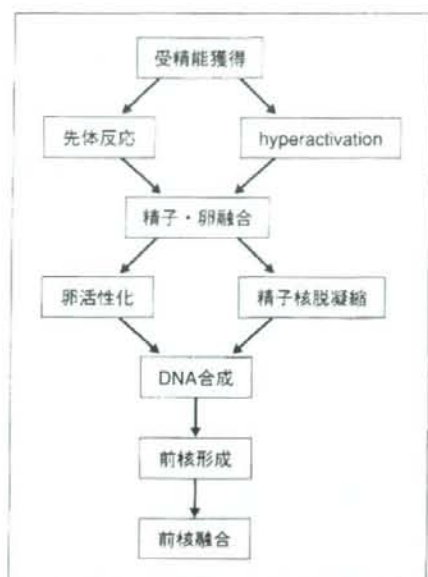 受精能獲得
先体反応
hyperactivation
精子・卵融合
卵活性化
精子核脱凝縮
DNA合成
前核形成
前核融合